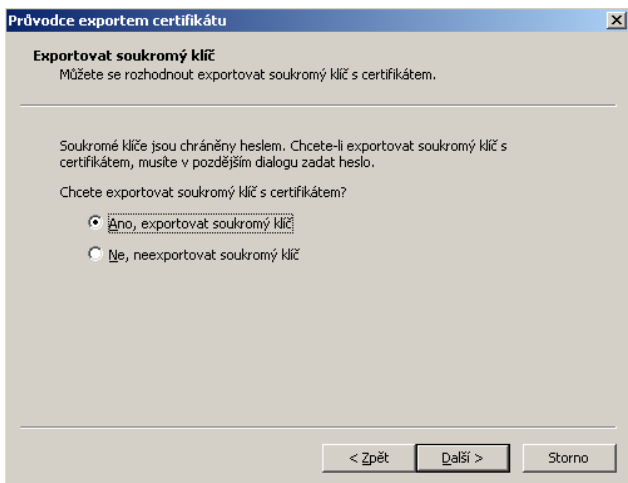 Průvodce exportem certifikátu
Exportovat soukromý klíč
Můžete se rozhodnout exportovat soukromý klíč s certifikátem.
Soukromé klíče jsou chráněny heslem. Chcete-li exportovat soukromý klíč s
certifikátem, musíte v pozdějším dialogu zadat heslo.
Chcete exportovat soukromý klíč s certifikátem?
Ano, exportovat soukromý klíč
Ne, neexportovat soukromý klíč
< Zpět Další > Storno